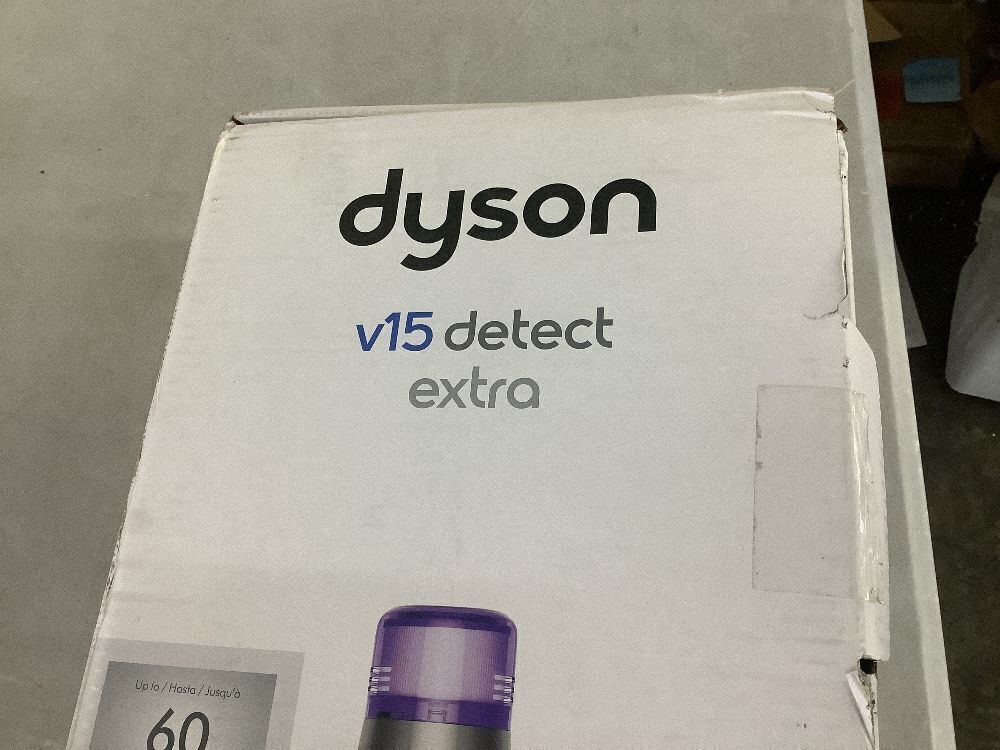 dyson
v15 detect
extra
Up to / Hasta / Jusqu'à
60